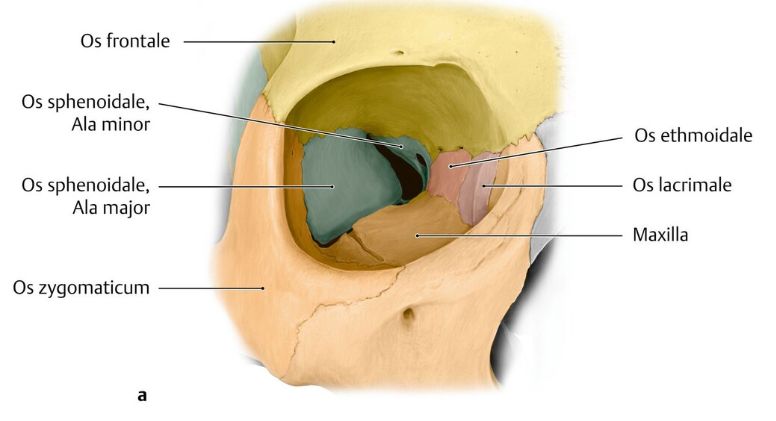 Os frontale
Os sphenoidale,
Ala minor
Os sphenoidale,
Ala major
Os zygomaticum
Os ethmoidale
Os lacrimale
Maxilla
a